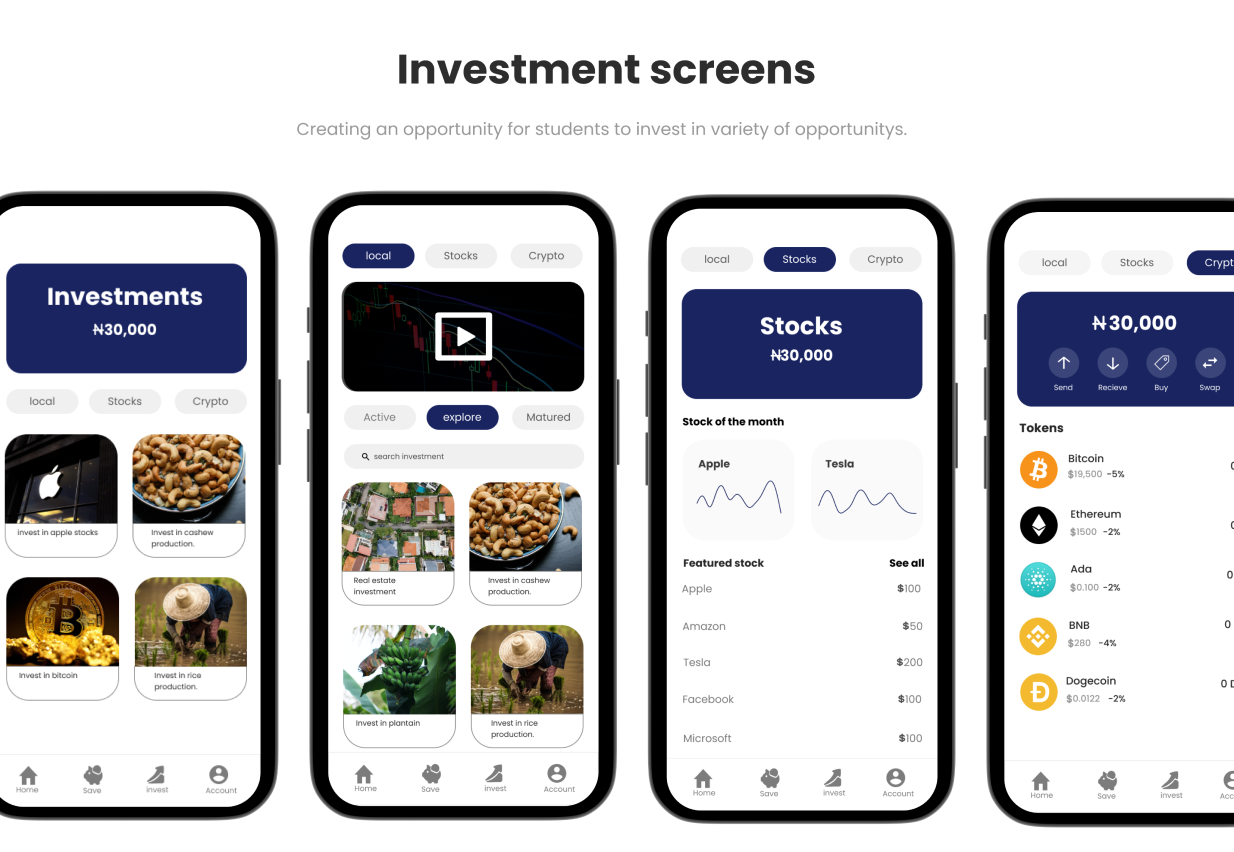 Investment screens
Creating an opportunity for students to invest in variety of opportunitys.
Investments
₦30,000
local
Stocks
Crypto
invest in apple stocks
Invest in cashew
production.
Invest in bitcoin
Invest in rice
production.
Home
Save
invest
Account
local
Stocks
Crypto
Active
explore
Matured
search investment
Real estate
investment
Invest in cashew
production.
Invest in plantain
Invest in rice
production.
Home
Save
invest
Account
local
Stocks
Crypto
Stocks
₦30,000
Stock of the month
Apple
Tesla
Featured stock
See all
Apple
$100
Amazon
$50
Tesla
$200
Facebook
$100
Microsoft
$100
Home
Save
invest
Account
local
Stocks
Crypt
₦30,000
Send
Recieve
Buy
Swap
Tokens
Bitcoin
$19,500 -5%
Ethereum
$1500 -2%
Ada
$0.100 -2%
0
BNB
$280 -4%
0
Dogecoin
$0.0122 -2%
0 D
Home
Save
invest
Acc